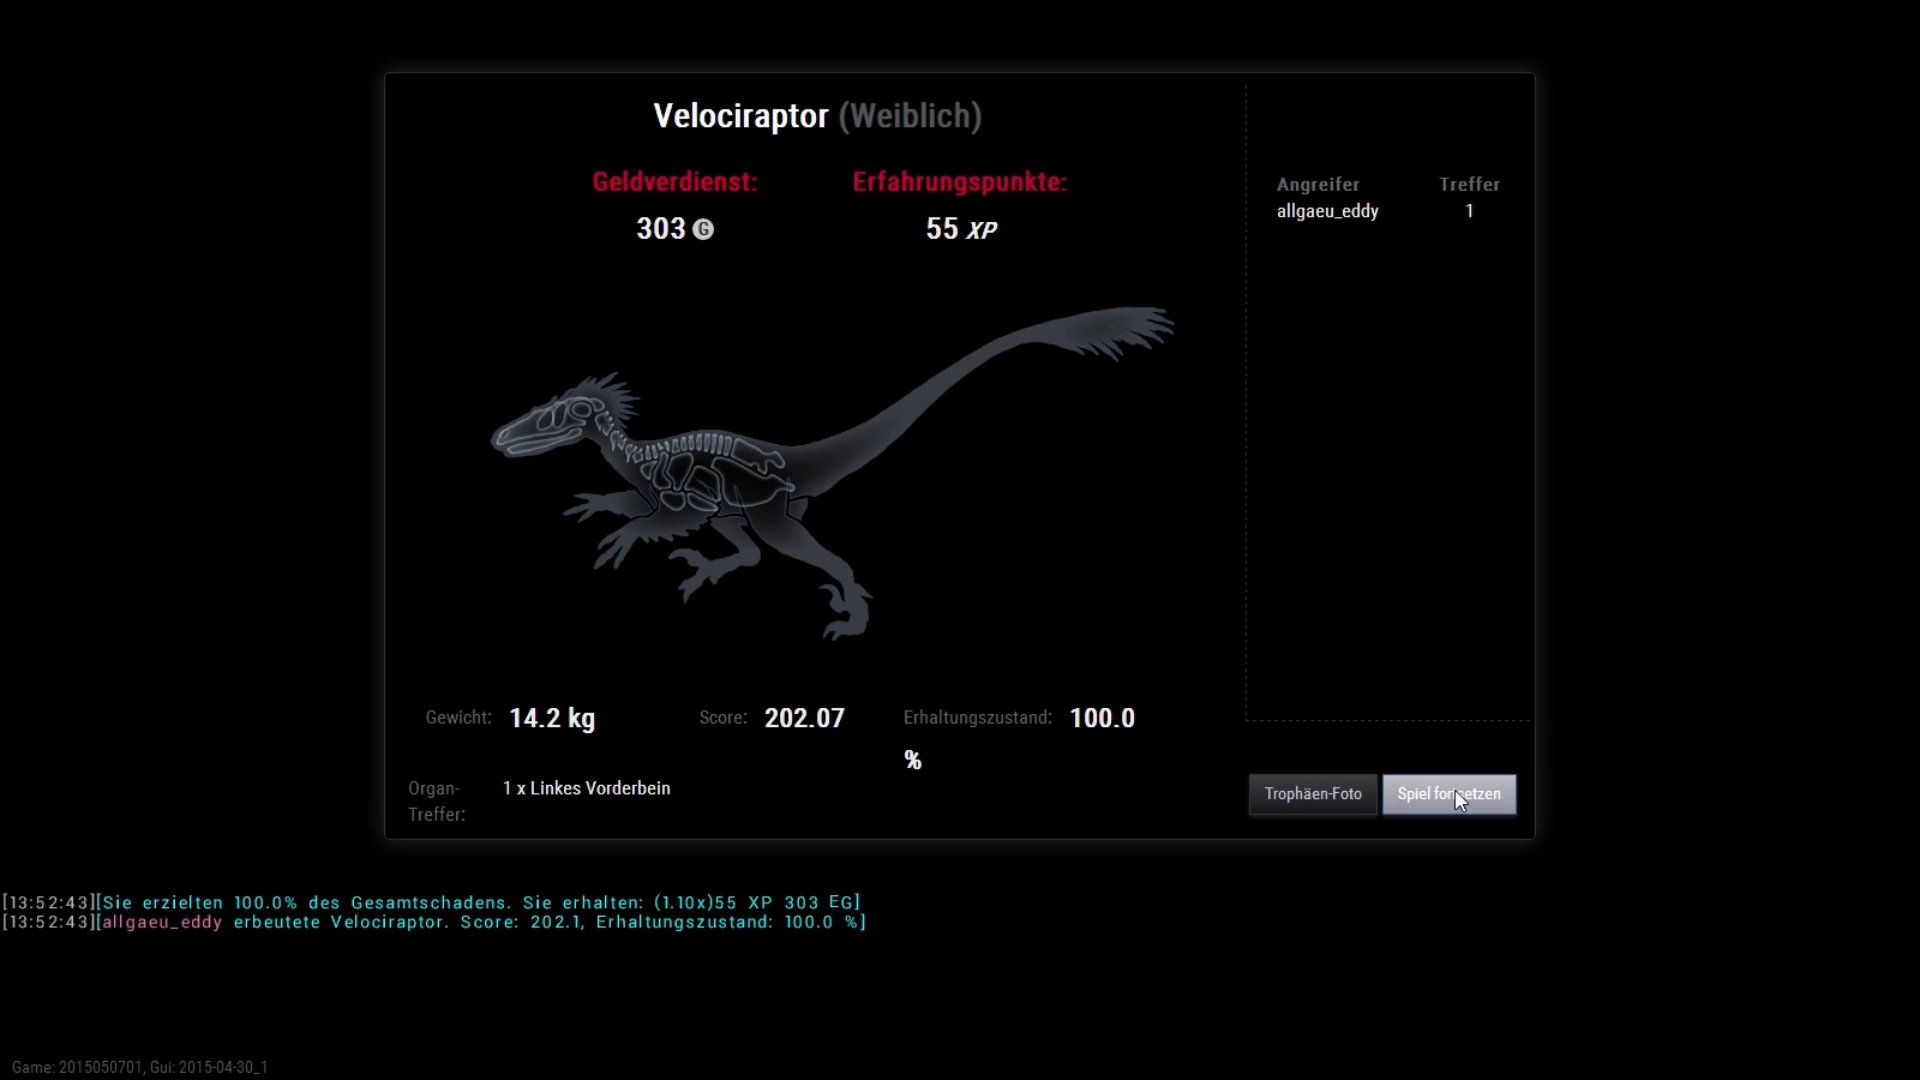 Velociraptor (Weiblich)
Geldverdienst: Erfahrungspunkte:
303 G 55 XP
Angreifer Treffer
allgaeu_eddy 1
Gewicht: 14.2 kg Score: 202.07 Erhaltungszustand: 100.0
%
Organ- 1 x Linkes Vorderbein
Treffer:
Trophäen-Foto Spiel fortsetzen
[13:52:43][Sie erzielten 100.0% des Gesamtschadens. Sie erhalten: (1.10x)55 XP 303 EG]
[13:52:43][allgaeu_eddy erbeutete Velociraptor. Score: 202.1, Erhaltungszustand: 100.0 %]
Game: 2015050701, Gui: 2015-04-30_1